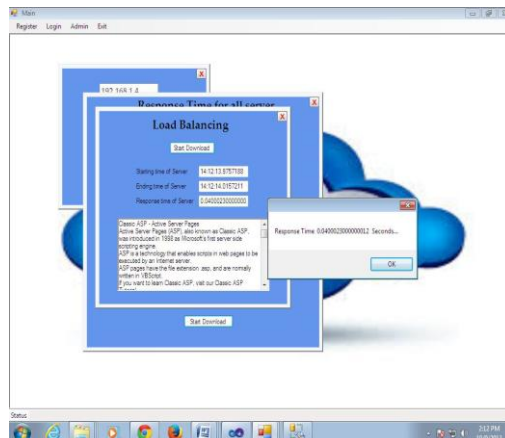 Main
Register Login Admin Exit
192.168.1.4
Response Time for all server
Load Balancing
Start Download
Starting time of Server 14:12:13.9757188
Ending time of Server 14:12:14.0157211
Response time of Server 0.04000230000000
Classic ASP - Active Server Pages
Active Server Pages (ASP), also known as Classic ASP,
was introduced in 1998 as Microsoft's first server side
scripting engine.
ASP is a technology that enables scripts in web pages to be
executed by an Internet server.
ASP pages have the file extension .asp, and are normally
written in VBScript.
If you want to learn Classic ASP, visit our Classic ASP
Response Time 0.0400023000000012 Seconds...
OK
Start Download
Status
2:12 PM